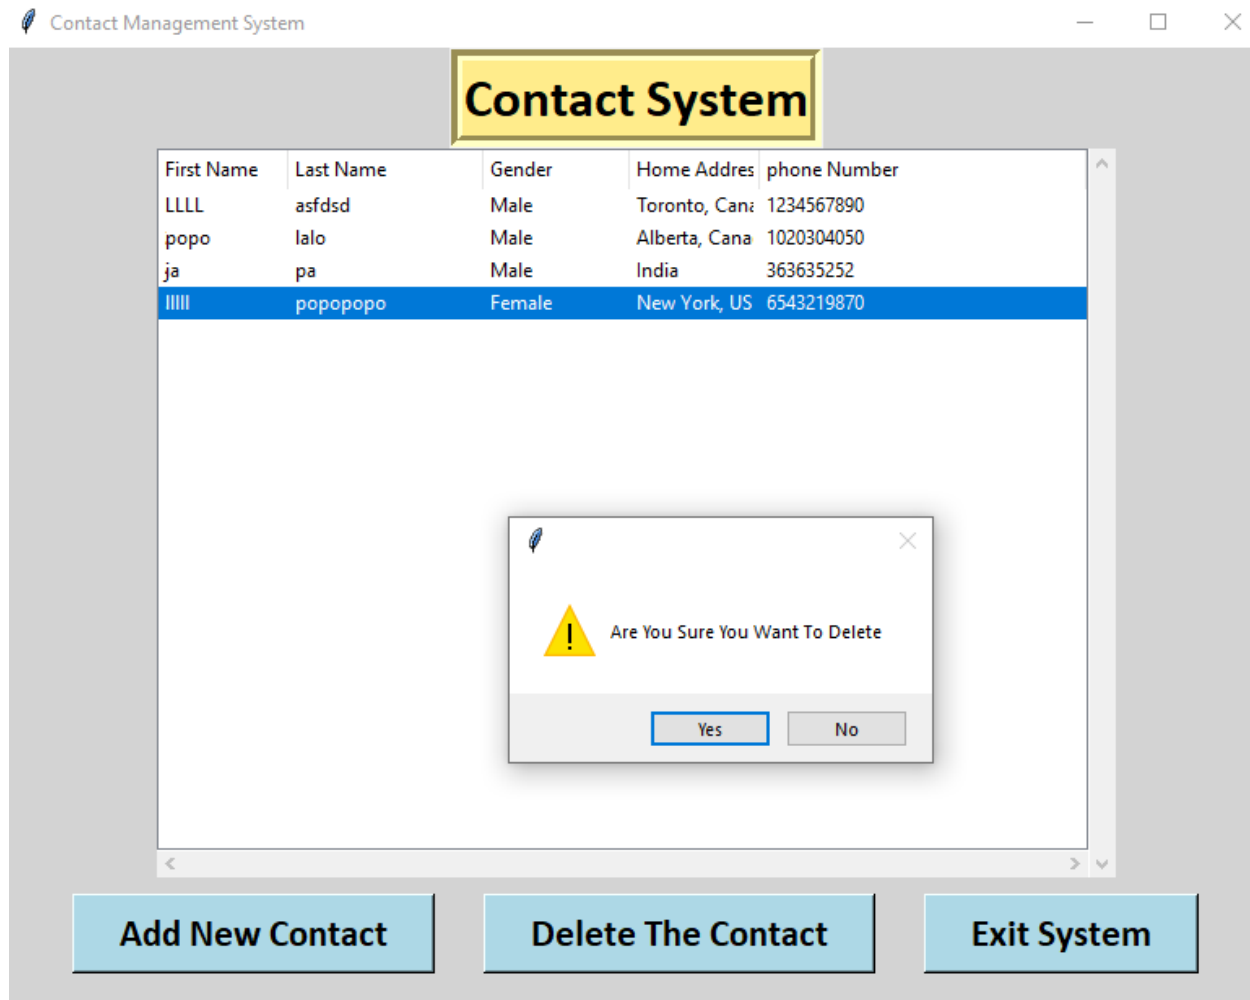 Contact Management System
Contact System
First Name Last Name Gender Home Addres phone Number
LLLL asfdsd Male Toronto, Cana 1234567890
popo lalo Male Alberta, Cana 1020304050
ja pa Male India 363635252
lllll popopopo Female New York, US 6543219870
Are You Sure You Want To Delete
Yes No
Add New Contact Delete The Contact Exit System